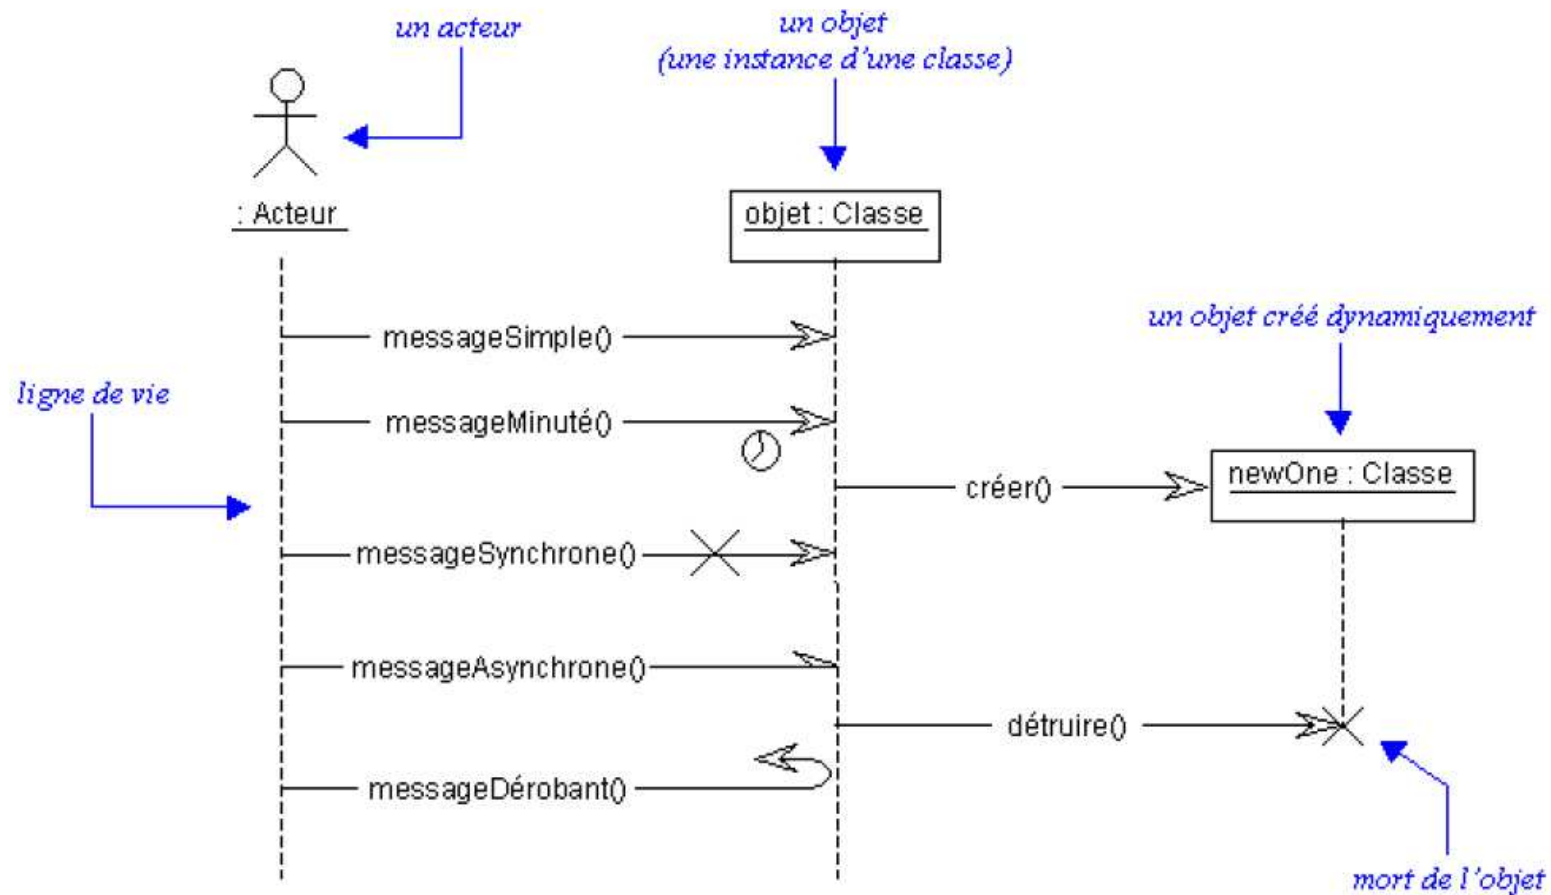 un acteur
un objet
(une instance d'une classe)
: Acteur
objet : Classe
messageSimple()
un objet créé dynamiquement
ligne de vie
messageMinuté()
newOne : Classe
créer()
messageSynchrone()
messageAsynchrone()
détruire()
messageDérobant()
mort de l'objet